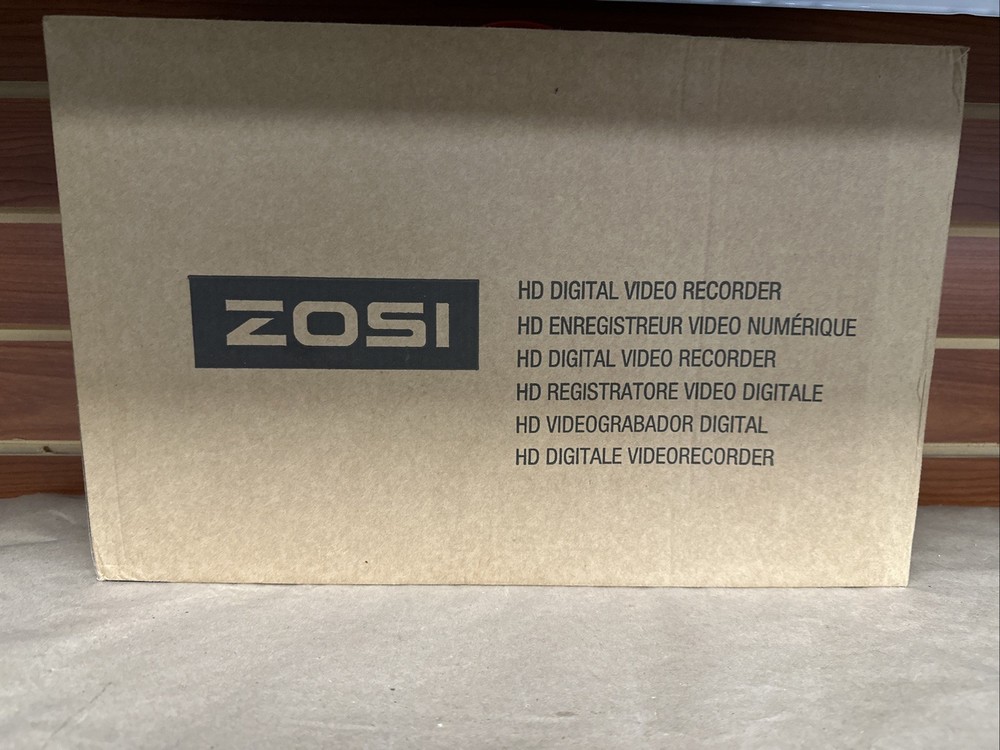 ZOSI
HD DIGITAL VIDEO RECORDER
HD ENREGISTREUR VIDEO NUMÉRIQUE
HD DIGITAL VIDEO RECORDER
HD REGISTRATORE VIDEO DIGITALE
HD VIDEOGRABADOR DIGITAL
HD DIGITALE VIDEORECORDER